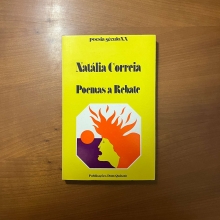 poesia século XX
Natália Correia
Poemas a Rebate
Publicações Dom Quixote